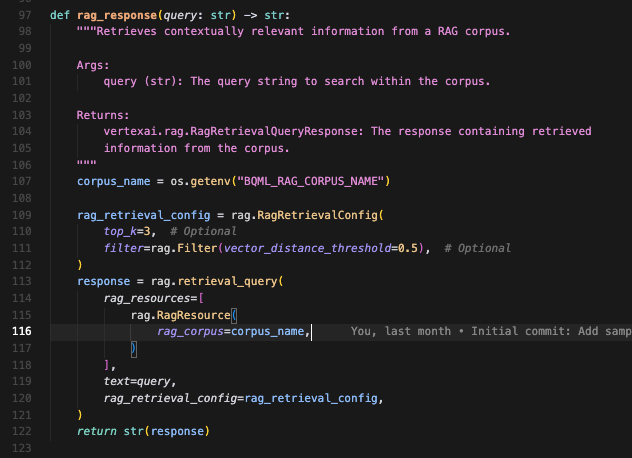 97 def rag_response(query: str) -> str:
98     """Retrieves contextually relevant information from a RAG corpus.
99
100     Args:
101         query (str): The query string to search within the corpus.
102
103     Returns:
104         vertexai.rag.RagRetrievalQueryResponse: The response containing retrieved
105         information from the corpus.
106     """
107     corpus_name = os.getenv("BQML_RAG_CORPUS_NAME")
108
109     rag_retrieval_config = rag.RagRetrievalConfig(
110         top_k=3,  # Optional
111         filter=rag.Filter(vector_distance_threshold=0.5),  # Optional
112     )
113     response = rag.retrieval_query(
114         rag_resources=[
115             rag.RagResource(
116                 rag_corpus=corpus_name,     You, last month • Initial commit: Add samp
117             )
118         ],
119         text=query,
120         rag_retrieval_config=rag_retrieval_config,
121     )
122     return str(response)
123